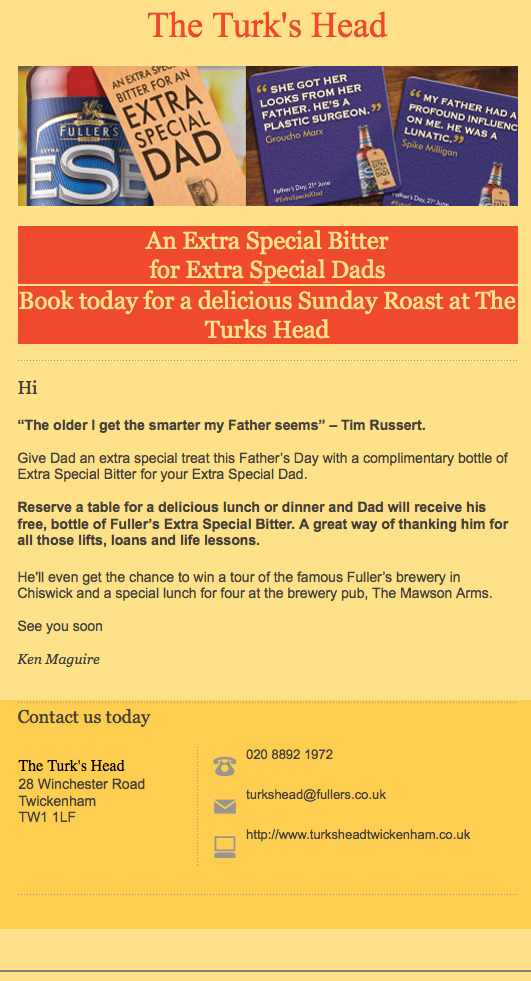 The Turk's Head
AN EXTRA SPECIAL
BITTER FOR AN
EXTRA
SPECIAL
DAD
FULLER'S
ESB
“ SHE GOT HER
LOOKS FROM HER
FATHER. HE'S A
PLASTIC SURGEON.”
Groucho Marx
Father's Day, 21st June
#ExtraSpecialDad
“ MY FATHER HAD A
PROFOUND INFLUENC
ON ME. HE WAS A
LUNATIC.”
Spike Milligan
Father's Day, 21st June
An Extra Special Bitter
for Extra Special Dads
Book today for a delicious Sunday Roast at The
Turks Head
Hi
“The older I get the smarter my Father seems” – Tim Russert.
Give Dad an extra special treat this Father’s Day with a complimentary bottle of
Extra Special Bitter for your Extra Special Dad.
Reserve a table for a delicious lunch or dinner and Dad will receive his
free, bottle of Fuller’s Extra Special Bitter. A great way of thanking him for
all those lifts, loans and life lessons.
He'll even get the chance to win a tour of the famous Fuller’s brewery in
Chiswick and a special lunch for four at the brewery pub, The Mawson Arms.
See you soon
Ken Maguire
Contact us today
The Turk's Head
28 Winchester Road
Twickenham
TW1 1LF
020 8892 1972
turkshead@fullers.co.uk
http://www.turksheadtwickenham.co.uk